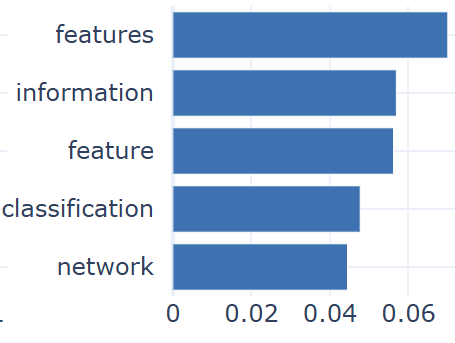 features
information
feature
classification
network
0 0.02 0.04 0.06